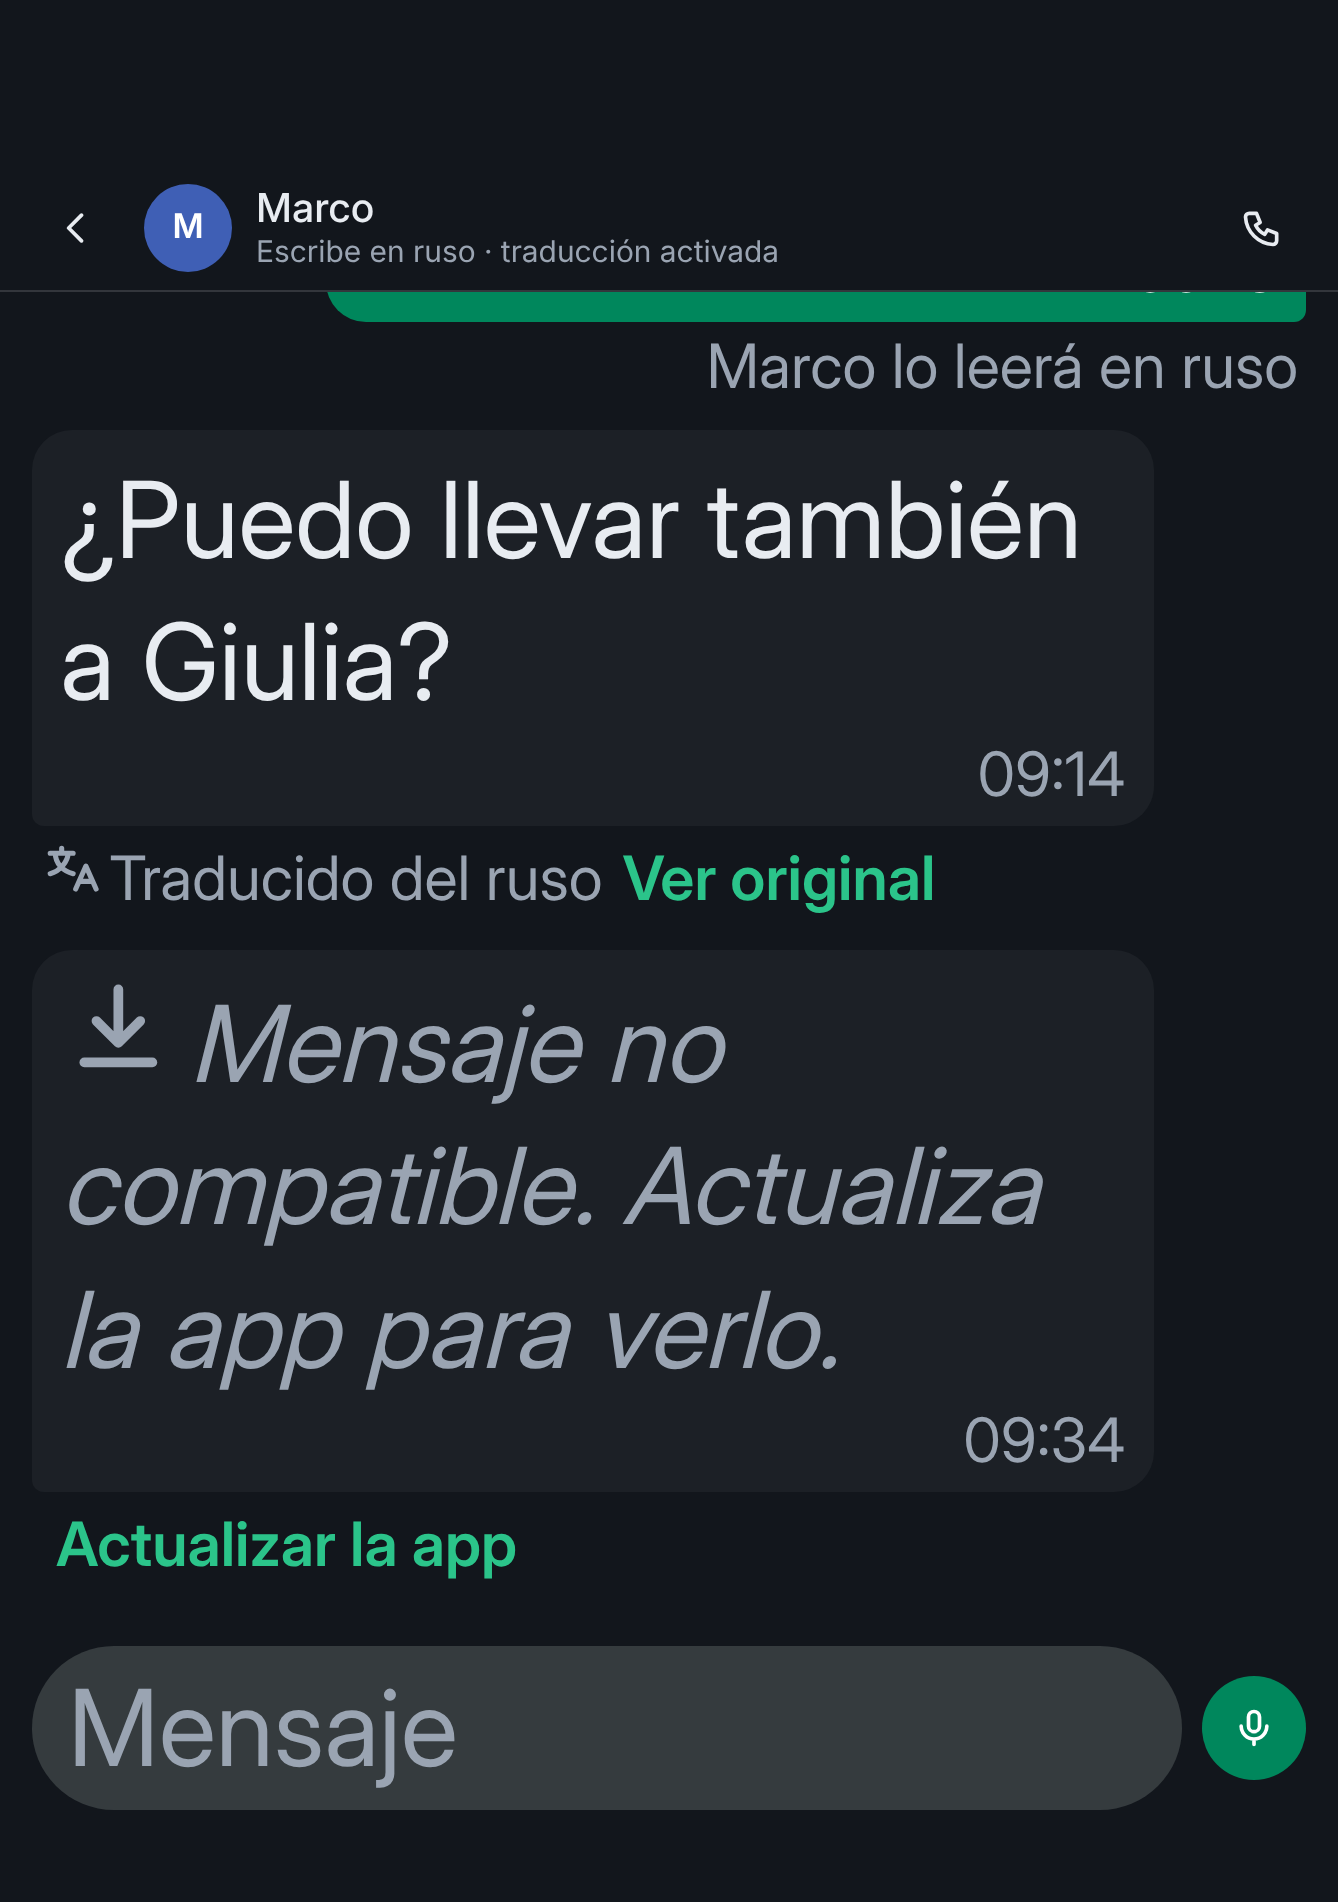 M
Marco
Escribe en ruso · traducción activada
Marco lo leerá en ruso
¿Puedo llevar también
a Giulia?
09:14
Traducido del ruso Ver original
Mensaje no
compatible. Actualiza
la app para verlo.
09:34
Actualizar la app
Mensaje